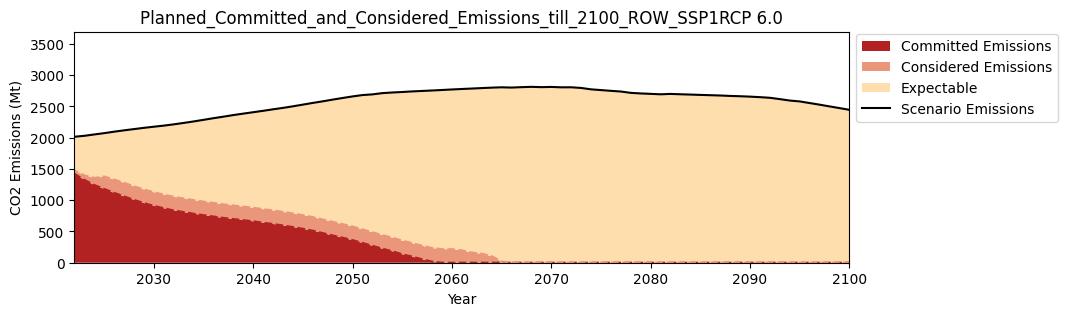 Planned_Committed_and_Considered_Emissions_till_2100_ROW_SSP1RCP 6.0
CO2 Emissions (Mt)
3500
3000
2500
2000
1500
1000
500
0
2030 2040 2050 2060 2070 2080 2090 2100
Year
Committed Emissions
Considered Emissions
Expectable
Scenario Emissions